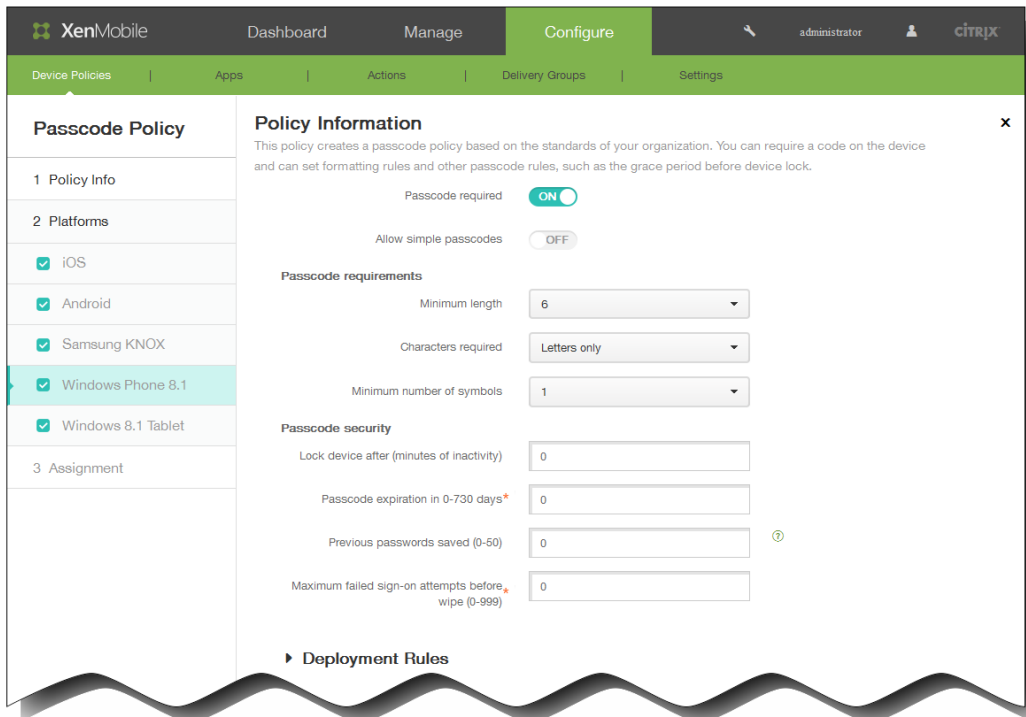 XenMobile Dashboard Manage Configure administrator CİTRIX
Device Policies | Apps | Actions | Delivery Groups | Settings
Passcode Policy
1 Policy Info
2 Platforms
iOS
Android
Samsung KNOX
Windows Phone 8.1
Windows 8.1 Tablet
3 Assignment
Policy Information
This policy creates a passcode policy based on the standards of your organization. You can require a code on the device
and can set formatting rules and other passcode rules, such as the grace period before device lock.
Passcode required ON
Allow simple passcodes OFF
Passcode requirements
Minimum length 6
Characters required Letters only
Minimum number of symbols 1
Passcode security
Lock device after (minutes of inactivity) 0
Passcode expiration in 0-730 days* 0
Previous passwords saved (0-50) 0 ?
Maximum failed sign-on attempts before
wipe (0-999)* 0
Deployment Rules